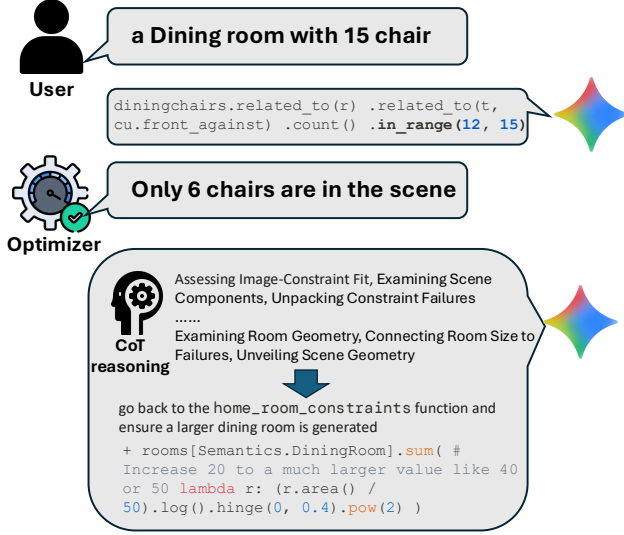 a Dining room with 15 chair
User
diningchairs.related_to(r) .related_to(t,
cu.front_against) .count() .in_range(12, 15)
Only 6 chairs are in the scene
Optimizer
Assessing Image-Constraint Fit, Examining Scene
Components, Unpacking Constraint Failures
......
Examining Room Geometry, Connecting Room Size to
Failures, Unveiling Scene Geometry
CoT
reasoning
go back to the home_room_constraints function and
ensure a larger dining room is generated
+ rooms[Semantics.DiningRoom].sum( #
Increase 20 to a much larger value like 40
or 50 lambda r: (r.area() /
50).log().hinge(0, 0.4).pow(2) )